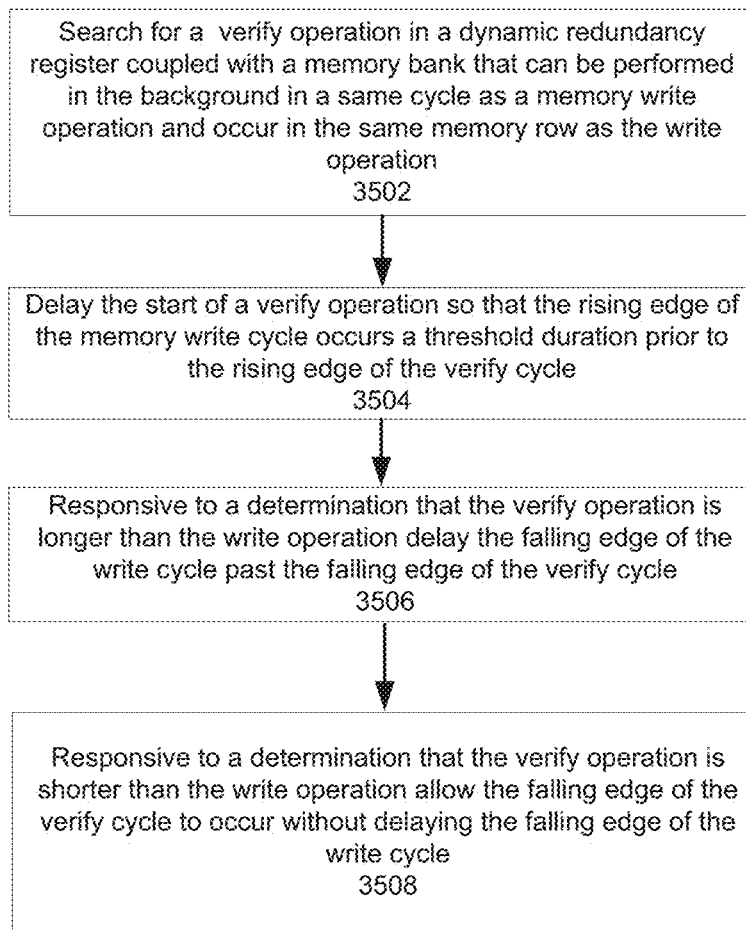 Search for a verify operation in a dynamic redundancy
register coupled with a memory bank that can be performed
in the background in a same cycle as a memory write
operation and occur in the same memory row as the write
operation
3502
Delay the start of a verify operation so that the rising edge of
the memory write cycle occurs a threshold duration prior to
the rising edge of the verify cycle
3504
Responsive to a determination that the verify operation is
longer than the write operation delay the falling edge of the
write cycle past the falling edge of the verify cycle
3506
Responsive to a determination that the verify operation is
shorter than the write operation allow the falling edge of the
verify cycle to occur without delaying the falling edge of the
write cycle
3508